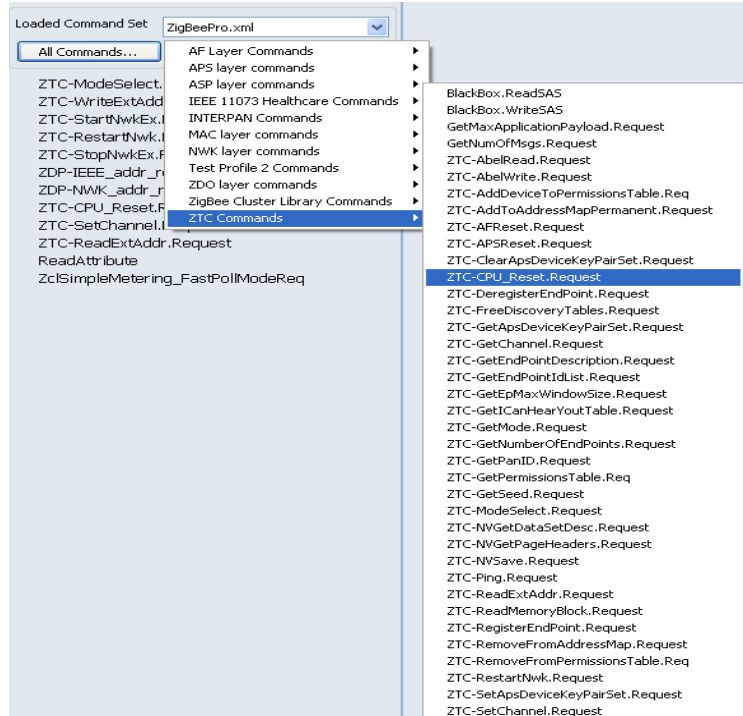 Loaded Command Set ZigBeePro.xml
All Commands...
AF Layer Commands
APS layer commands
ASP layer commands
IEEE 11073 Healthcare Commands
INTERPAN Commands
MAC layer commands
NWK layer commands
Test Profile 2 Commands
ZDO layer commands
ZigBee Cluster Library Commands
ZTC Commands
ZTC-ModeSelect.
ZTC-WriteExtAdd
ZTC-StartNwkEx.
ZTC-RestartNwk.
ZTC-StopNwkEx.
ZDP-IEEE_addr_r
ZDP-NWK_addr_r
ZTC-CPU_Reset.R
ZTC-SetChannel.
ZTC-ReadExtAddr.Request
ReadAttribute
ZclSimpleMetering_FastPollModeReq
BlackBox.ReadSAS
BlackBox.WriteSAS
GetMaxApplicationPayload.Request
GetNumOfMsgs.Request
ZTC-AbelRead.Request
ZTC-AbelWrite.Request
ZTC-AddDeviceToPermissionsTable.Req
ZTC-AddToAddressMapPermanent.Request
ZTC-AFReset.Request
ZTC-APSReset.Request
ZTC-ClearApsDeviceKeyPairSet.Request
ZTC-CPU_Reset.Request
ZTC-DeregisterEndPoint.Request
ZTC-FreeDiscoveryTables.Request
ZTC-GetApsDeviceKeyPairSet.Request
ZTC-GetChannel.Request
ZTC-GetEndPointDescription.Request
ZTC-GetEndPointIdList.Request
ZTC-GetEpMaxWindowSize.Request
ZTC-GetICanHearYoutTable.Request
ZTC-GetMode.Request
ZTC-GetNumberOfEndPoints.Request
ZTC-GetPanID.Request
ZTC-GetPermissionsTable.Req
ZTC-GetSeed.Request
ZTC-ModeSelect.Request
ZTC-NVGetDataSetDesc.Request
ZTC-NVGetPageHeaders.Request
ZTC-NVSave.Request
ZTC-Ping.Request
ZTC-ReadExtAddr.Request
ZTC-ReadMemoryBlock.Request
ZTC-RegisterEndPoint.Request
ZTC-RemoveFromAddressMap.Request
ZTC-RemoveFromPermissionsTable.Req
ZTC-RestartNwk.Request
ZTC-SetApsDeviceKeyPairSet.Request
ZTC-SetChannel.Request